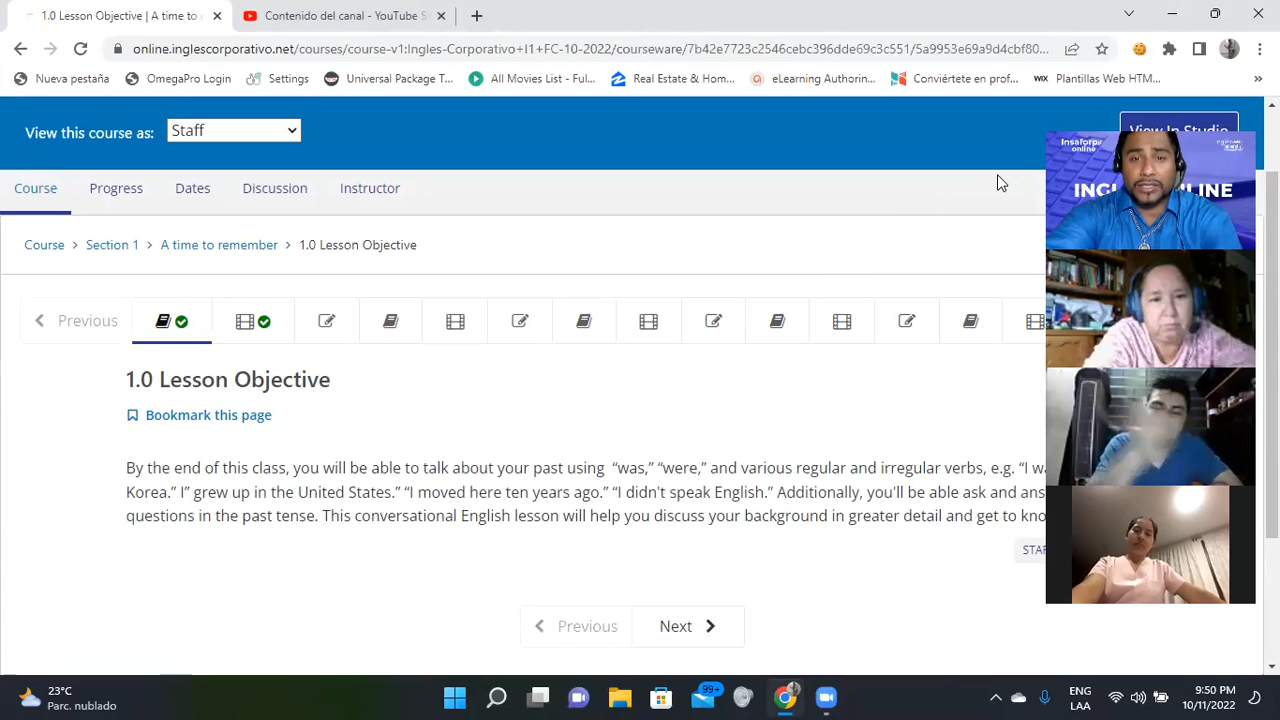 1.0 Lesson Objective | A time to
Contenido del canal - YouTube S
online.inglescorporativo.net/courses/course-v1:Ingles-Corporativo+I1+FC-10-2022/courseware/7b42e7723c2546cebc396dde69c3c551/5a9953e69a9d4cbf80...
Nueva pestaña
OmegaPro Login
Settings
Universal Package T...
All Movies List - Ful...
Real Estate & Hom...
eLearning Authorin...
Conviértete en prof...
WIX Plantillas Web HTM...
»
View this course as: Staff
View In Studio
Insaforp online
INGL ONLINE
Course Progress Dates Discussion Instructor
Course > Section 1 > A time to remember > 1.0 Lesson Objective
Previous
1.0 Lesson Objective
Bookmark this page
By the end of this class, you will be able to talk about your past using “was,” “were,” and various regular and irregular verbs, e.g. “I wa
Korea.” I” grew up in the United States.” “I moved here ten years ago.” “I didn't speak English.” Additionally, you'll be able ask and ans
questions in the past tense. This conversational English lesson will help you discuss your background in greater detail and get to kno
STAF
Previous Next
23°C
Parc. nublado
99+
ENG
LAA
9:50 PM
10/11/2022